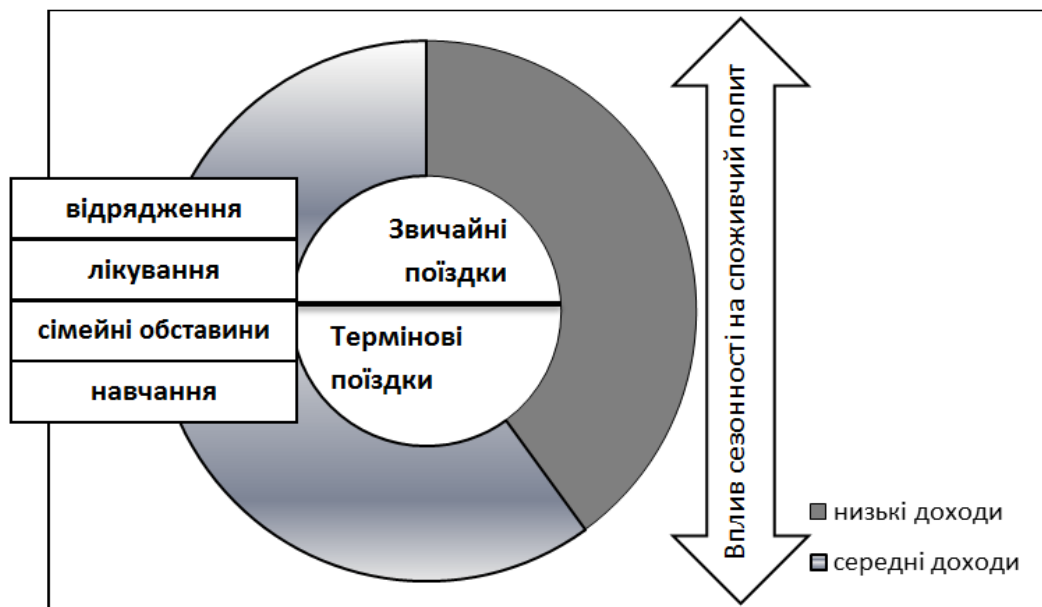 відрядження
лікування
сімейні обставини
навчання
Звичайні
поїздки
Термінові
поїздки
Вплив сезонності на споживчий попит
низькі доходи
середні доходи